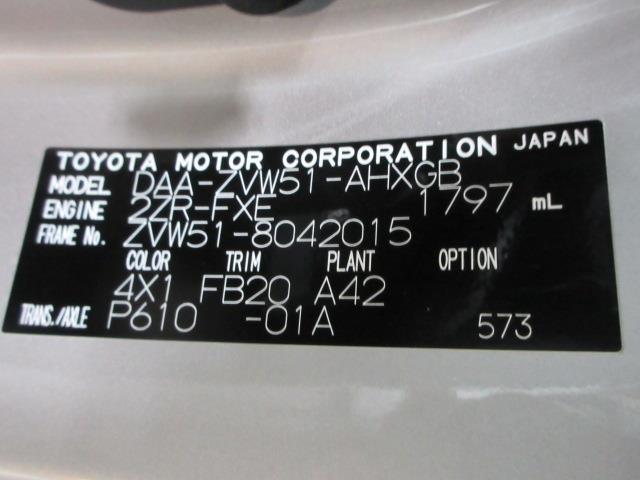 TOYOTA MOTOR CORPORATION JAPAN
MODEL DAA-ZVW51-AHXGB
ENGINE 2ZR-FXE 1797 mL
FRAME No. ZVW51-8042015
COLOR TRIM PLANT OPTION
4X1 FB20 A42
TRANS./AXLE P610 -01A 573